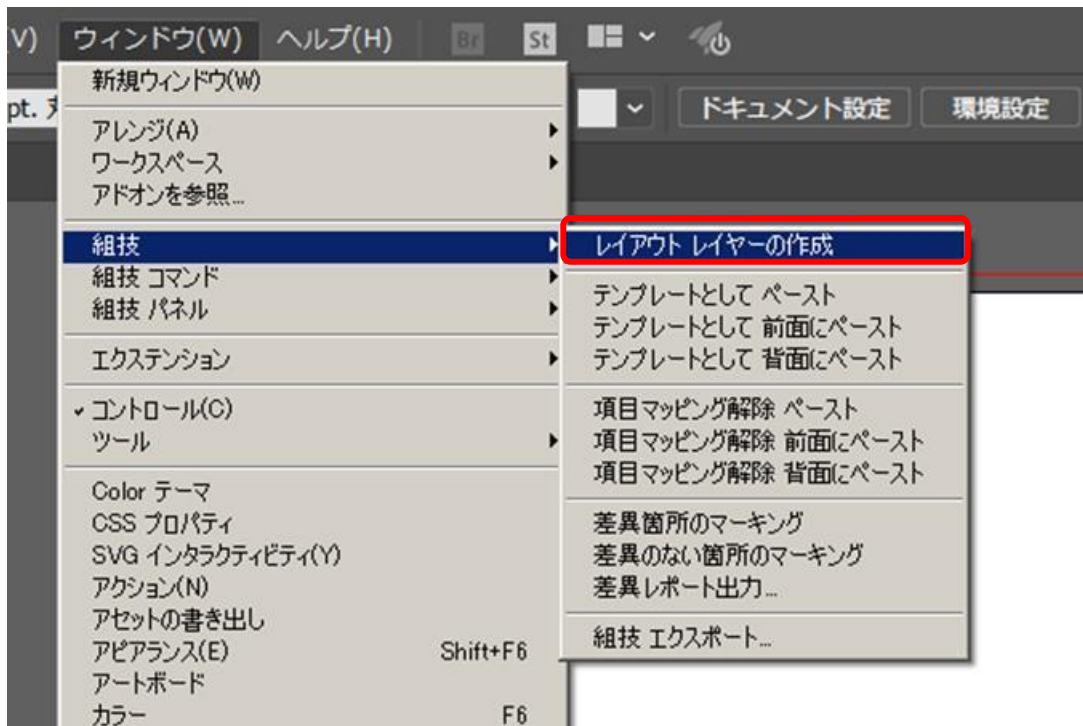 V) ウィンドウ(W) ヘルプ(H) Br St
pt. ドキュメント設定 環境設定
新規ウィンドウ(W)
アレンジ(A)
ワークスペース
アドオンを参照...
組技
組技 コマンド
組技 パネル
エクステンション
コントロール(C)
ツール
Color テーマ
CSS プロパティ
SVG インタラクティビティ(Y)
アクション(N)
アセットの書き出し
アピアランス(E) Shift+F6
アートボード
カラー F6
レイアウト レイヤーの作成
テンプレートとして ペースト
テンプレートとして 前面にペースト
テンプレートとして 背面にペースト
項目マッピング解除 ペースト
項目マッピング解除 前面にペースト
項目マッピング解除 背面にペースト
差異箇所のマーキング
差異のない箇所のマーキング
差異レポート出力...
組技 エクスポート...